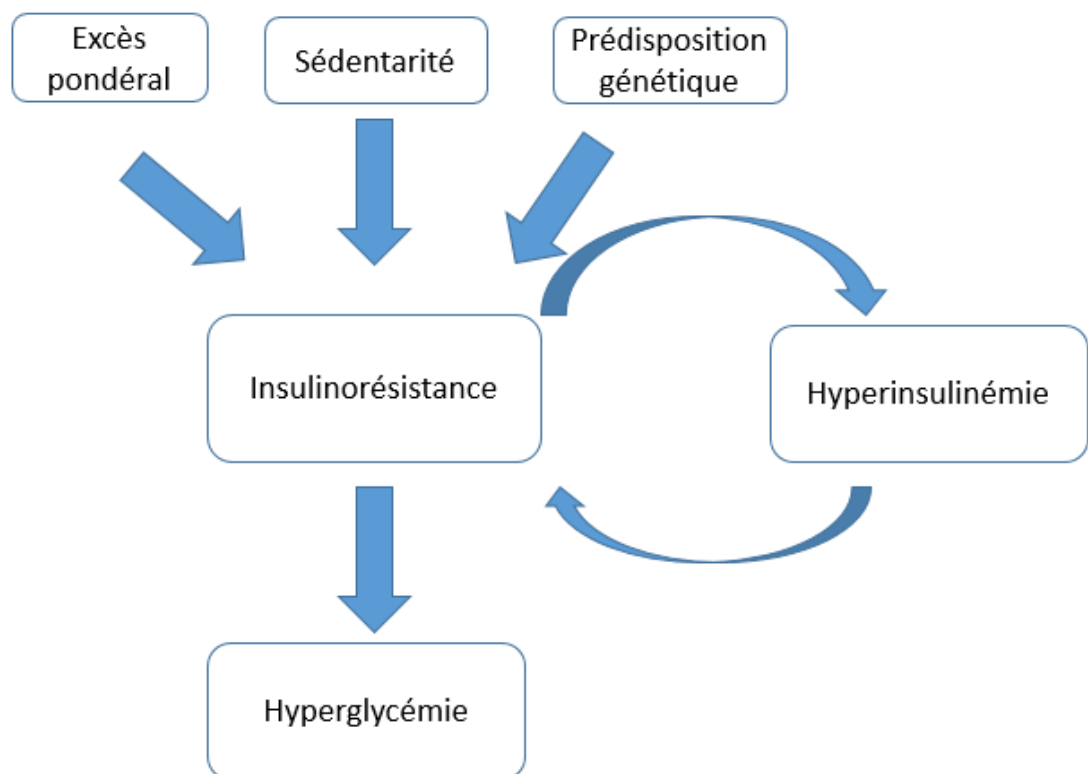 Excès
pondéral
Sédentarité
Prédisposition
génétique
Insulinorésistance
Hyperinsulinémie
Hyperglycémie